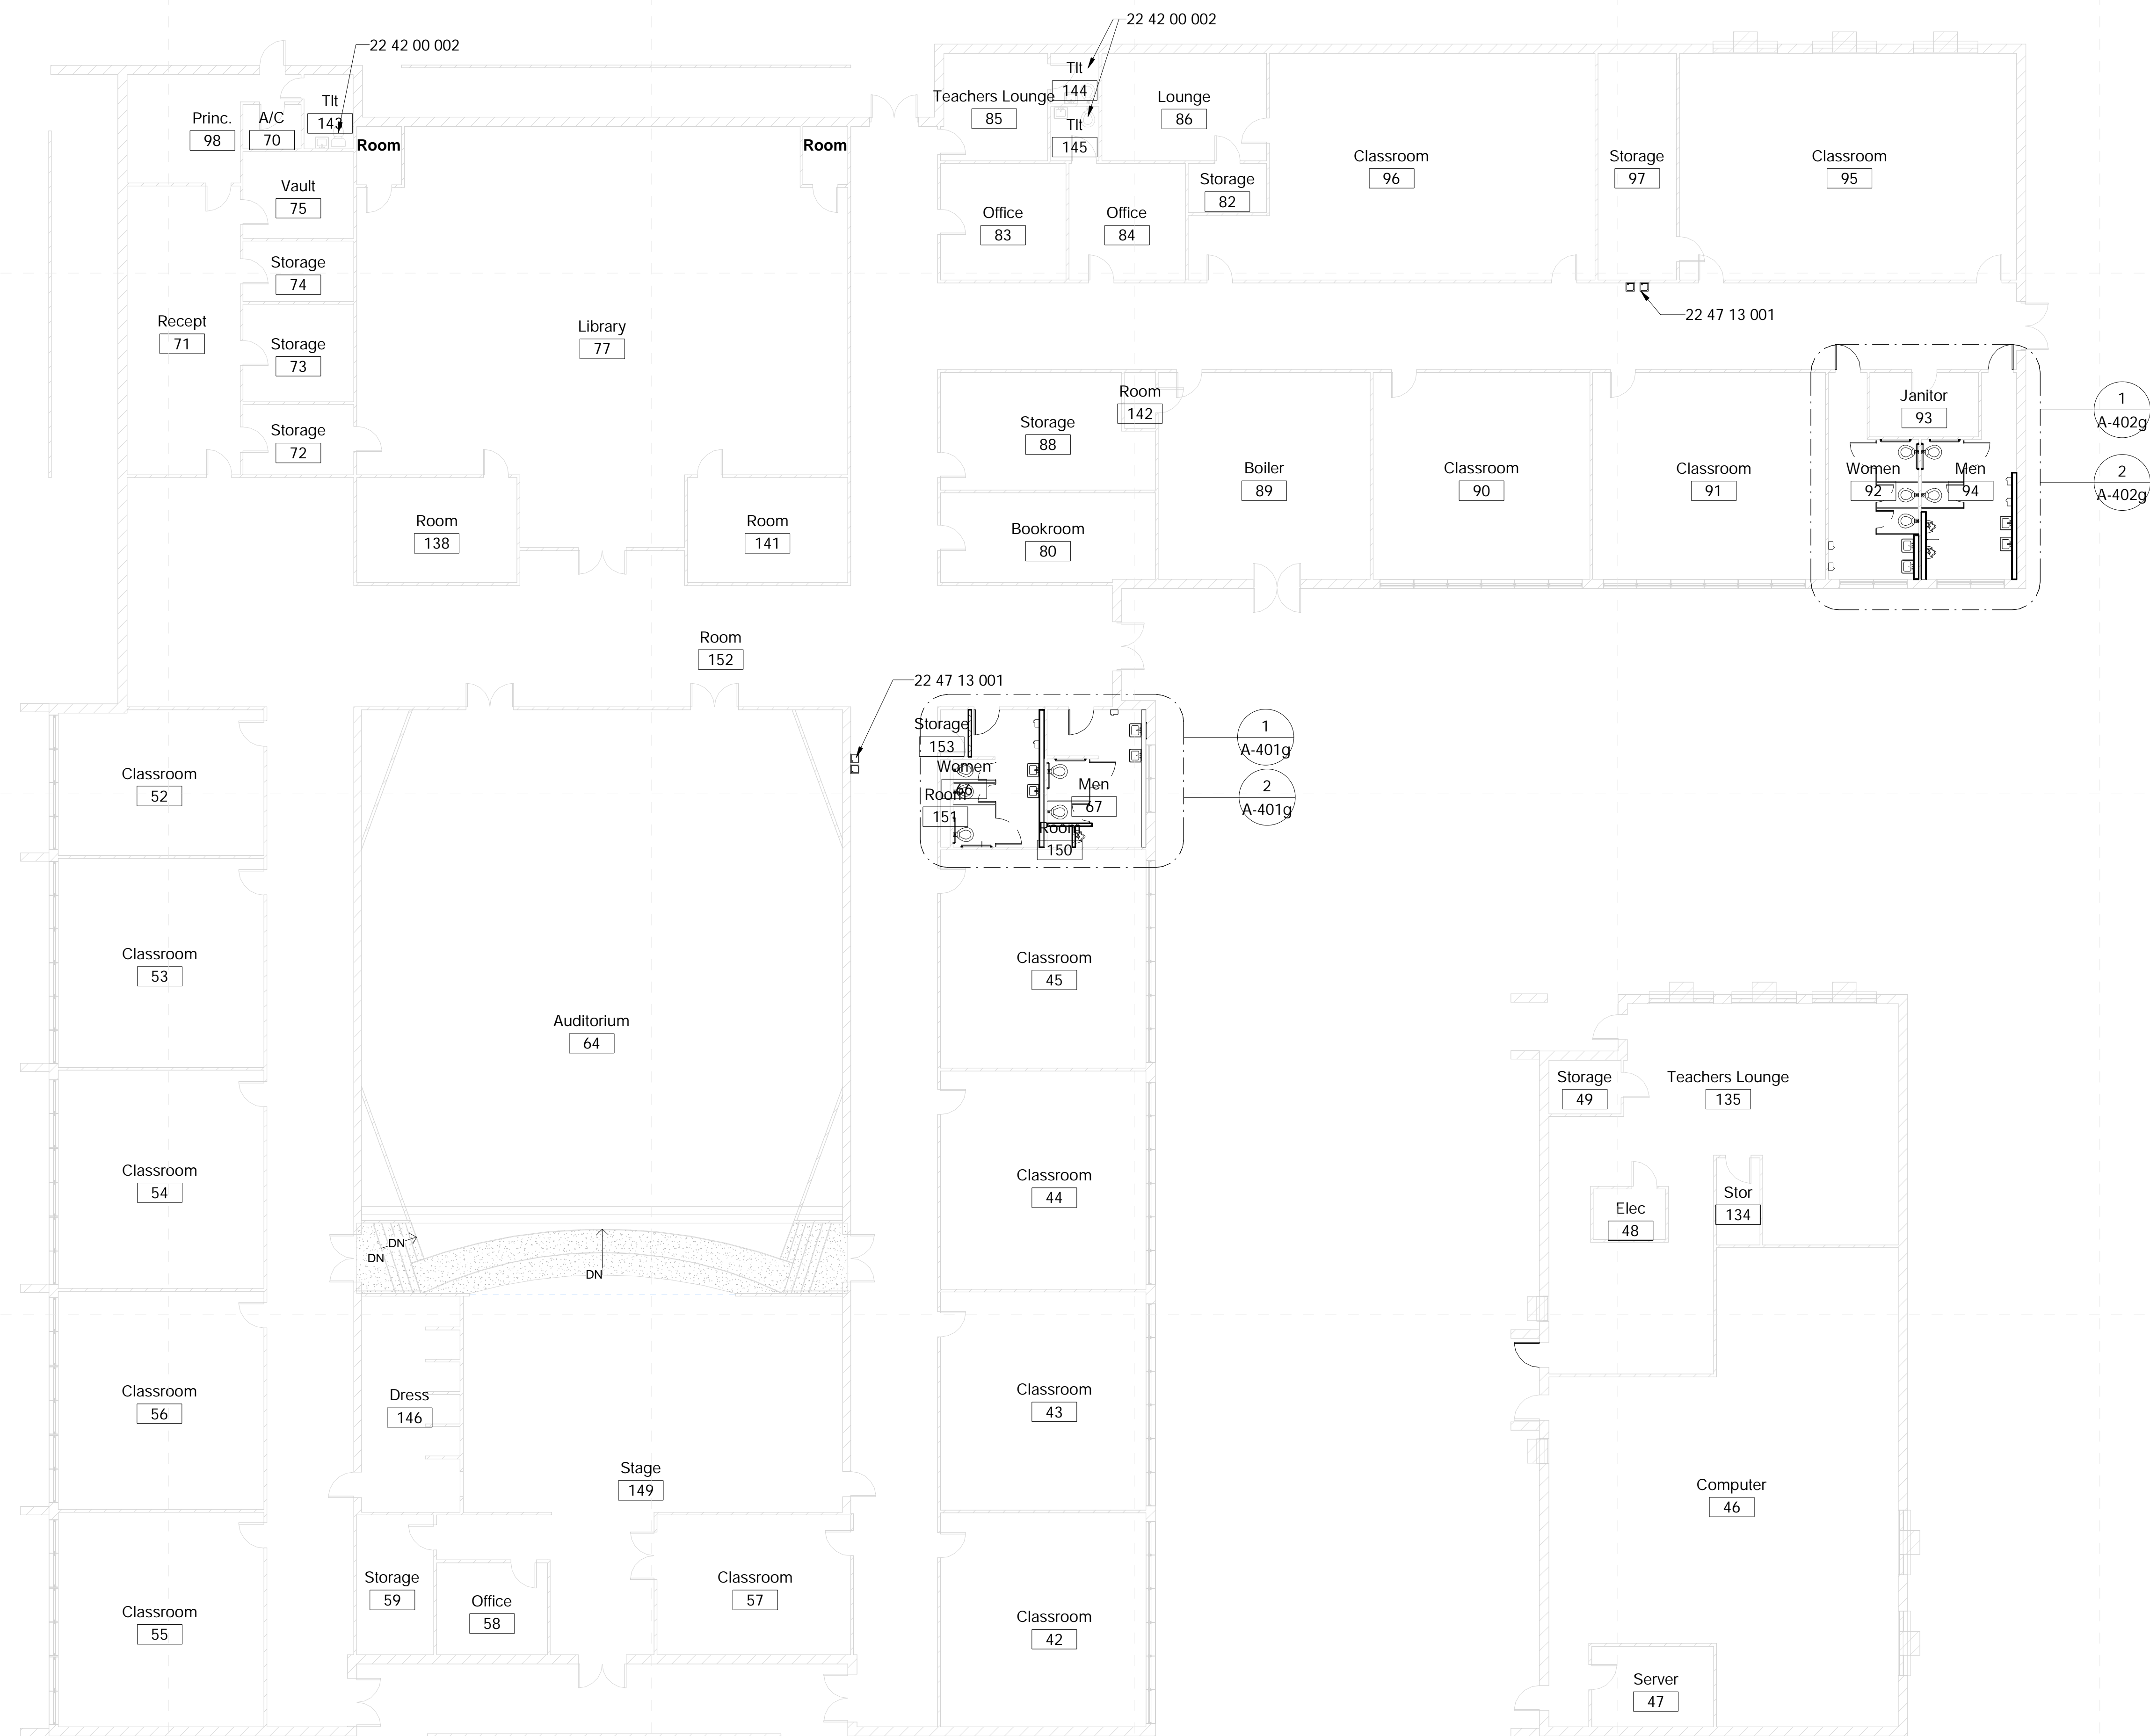 22 42 00 002
22 42 00 002
Tlt
143
Princ.
98
A/C
70
Room
Room
Teachers Lounge
85
Tlt
144
Tlt
145
Lounge
86
Classroom
96
Storage
97
Classroom
95
Vault
75
Storage
82
Office
83
Office
84
Storage
74
Recept
71
Storage
73
Library
77
22 47 13 001
Storage
72
Storage
88
Room
142
Boiler
89
Classroom
90
Classroom
91
Janitor
93
Women
92
Men
94
1
A-402g
2
A-402g
Room
138
Room
141
Bookroom
80
Room
152
22 47 13 001
Storage
153
Women
66
Room
151
Men
67
Room
150
1
A-401g
2
A-401g
Classroom
52
Classroom
53
Classroom
45
Auditorium
64
Storage
49
Teachers Lounge
135
Classroom
54
Classroom
44
Elec
48
Stor
134
DN
DN
DN
Classroom
56
Dress
146
Classroom
43
Stage
149
Computer
46
Storage
59
Office
58
Classroom
57
Classroom
55
Classroom
42
Server
47